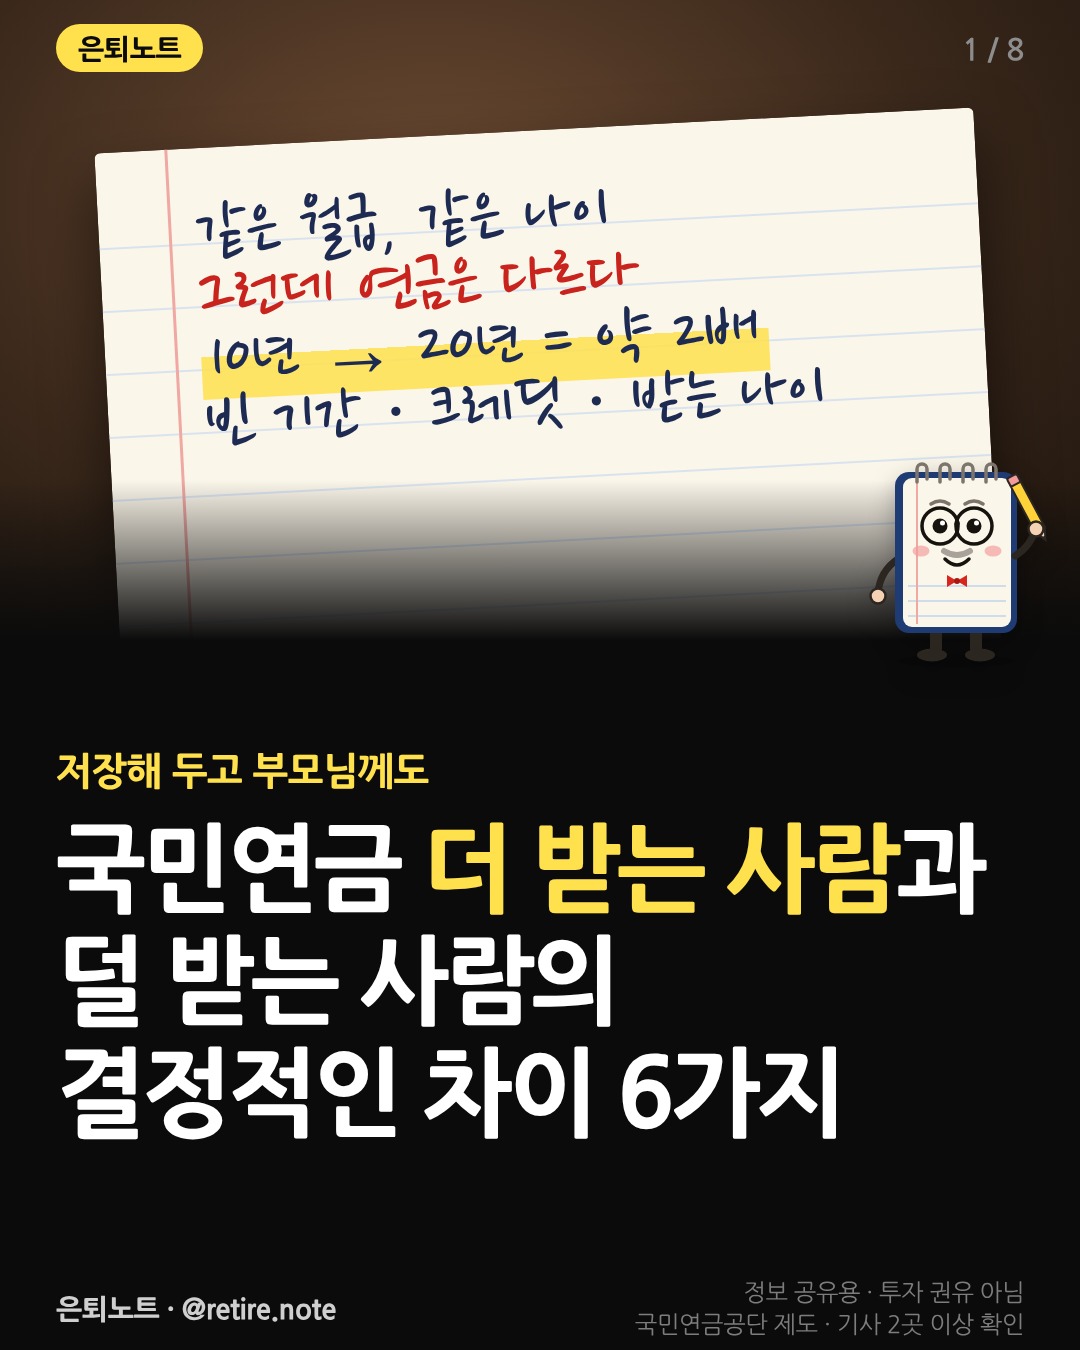 은퇴노트
1 / 8
같은 월급, 같은 나이
그런데 연금은 다르다
10년 → 20년 = 약 2배
빈 기간 · 크레딧 · 받는 나이
저장해 두고 부모님께도
국민연금 더 받는 사람과
덜 받는 사람의
결정적인 차이 6가지
은퇴노트 · @retire.note
정보 공유용 · 투자 권유 아님
국민연금공단 제도 · 기사 2곳 이상 확인